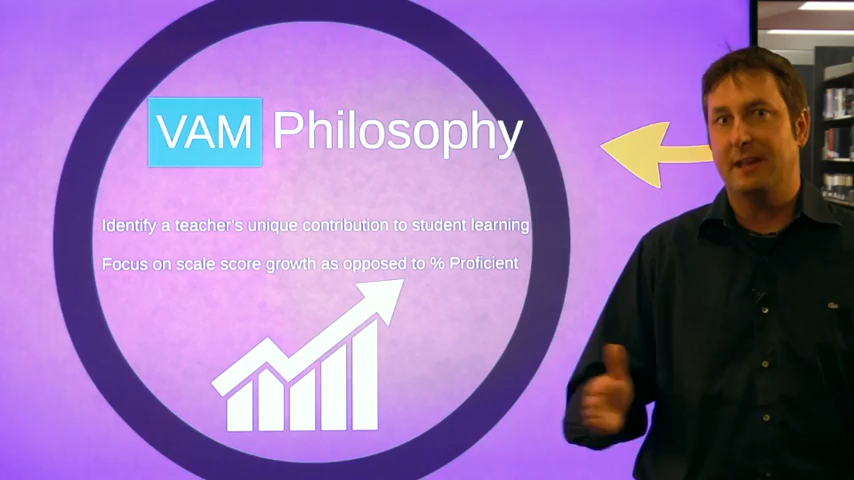 VAM Philosophy
Identify a teacher's unique contribution to student learning
Focus on scale score growth as opposed to % Proficient